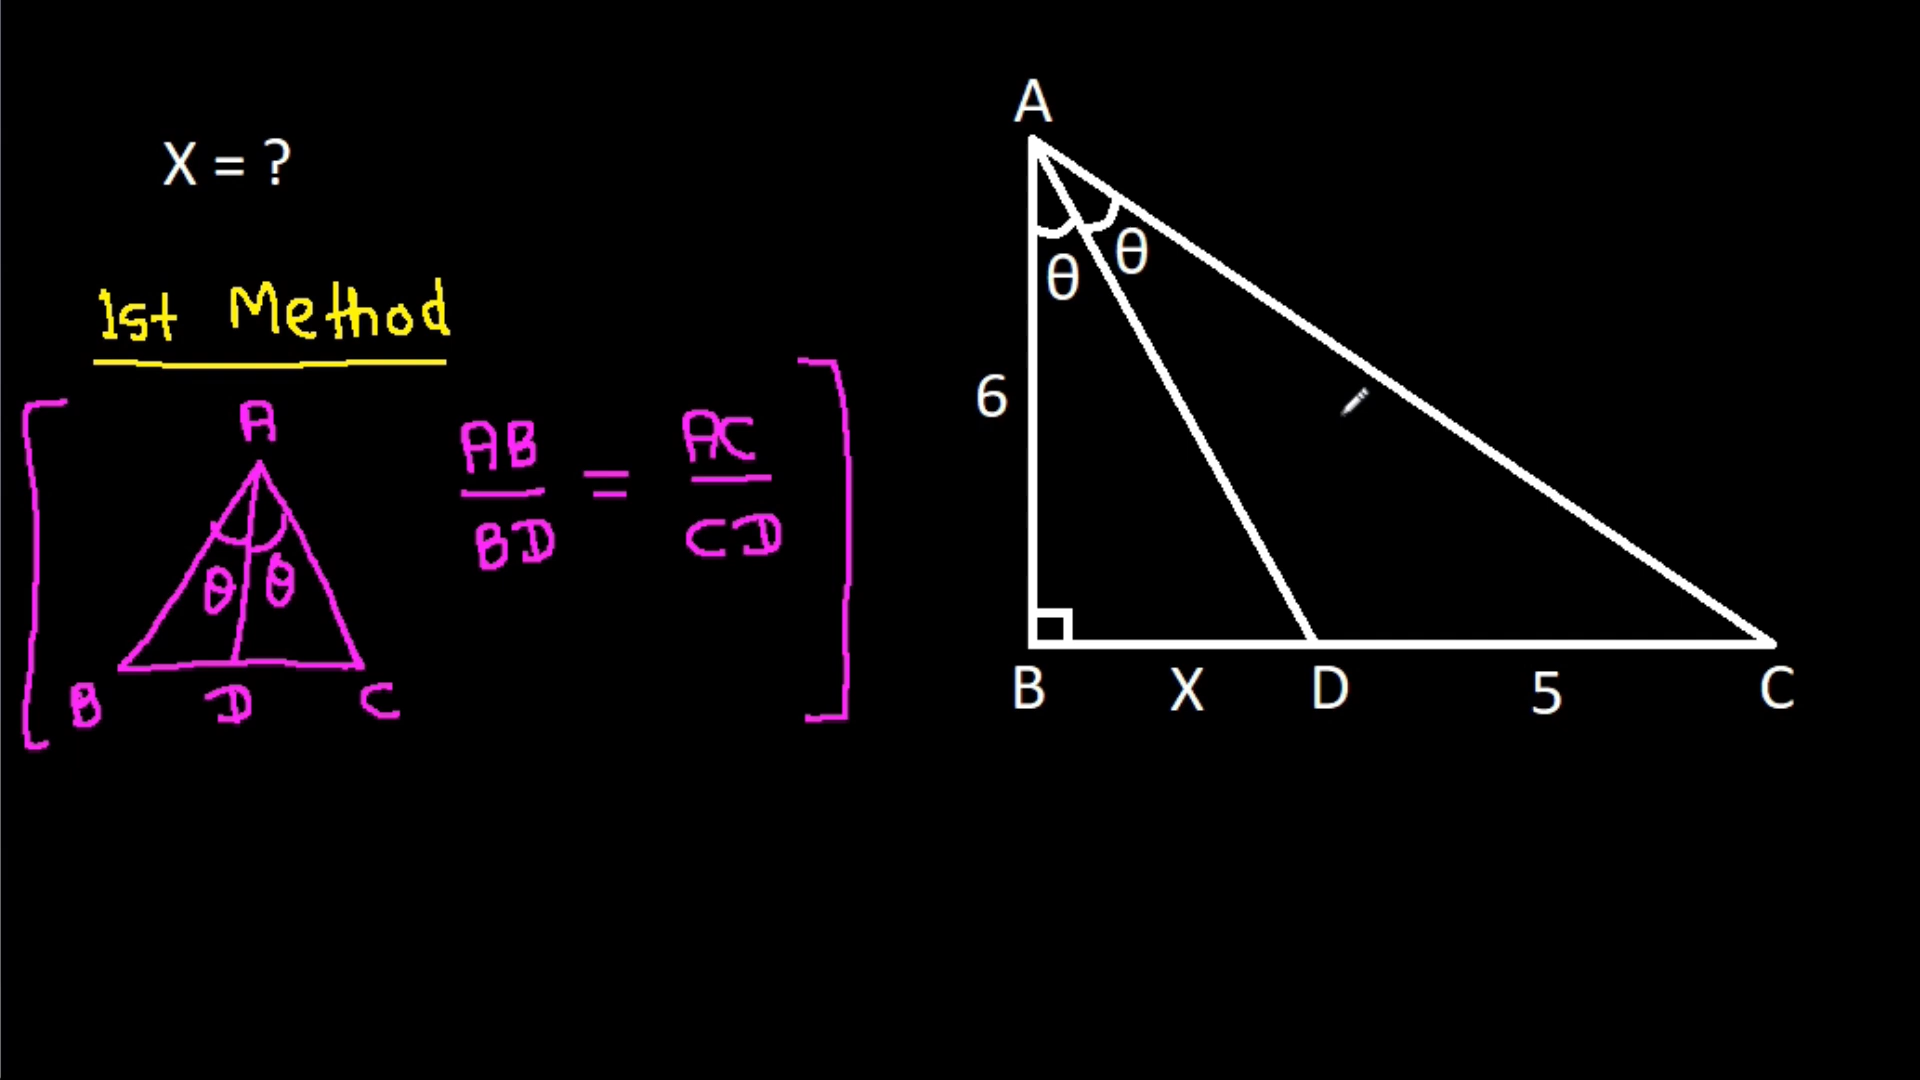 X = ?
1st Method
A
θ θ
B D C
AB/BD = AC/CD
A
θ θ
6
B X D 5 C